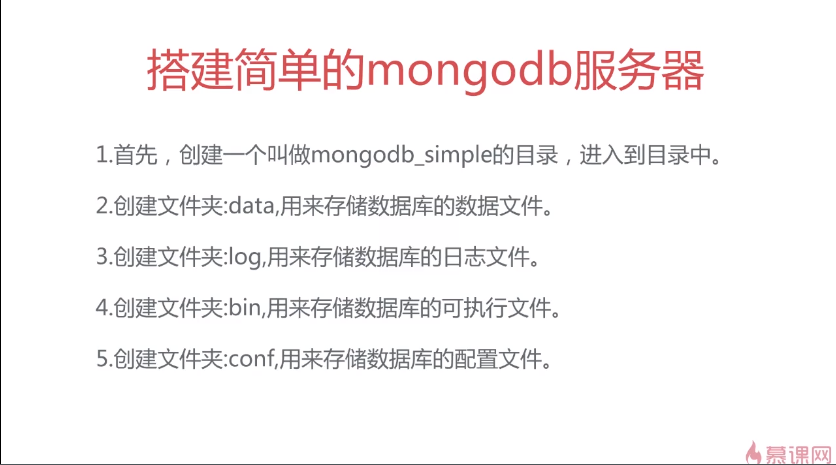 搭建简单的mongodb服务器
1.首先，创建一个叫做mongodb_simple的目录，进入到目录中。
2.创建文件夹:data,用来存储数据库的数据文件。
3.创建文件夹:log,用来存储数据库的日志文件。
4.创建文件夹:bin,用来存储数据库的可执行文件。
5.创建文件夹:conf,用来存储数据库的配置文件。
慕课网